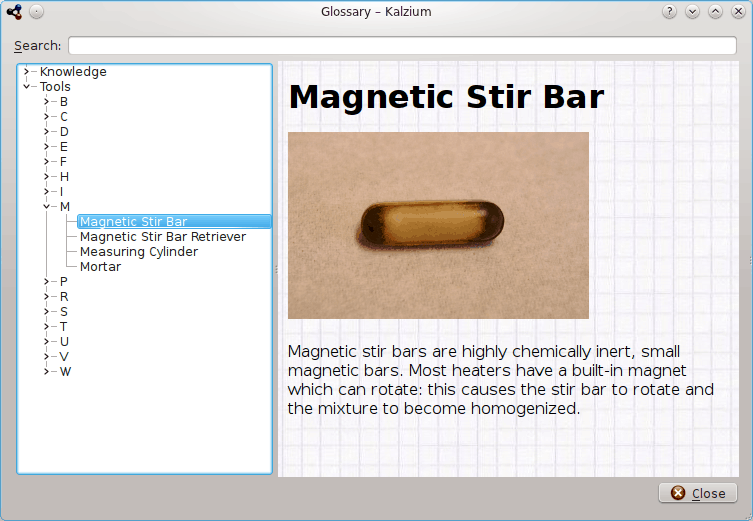 Glossary – Kalzium
Search:
Knowledge
Tools
B
C
D
E
F
H
I
M
Magnetic Stir Bar
Magnetic Stir Bar Retriever
Measuring Cylinder
Mortar
P
R
S
T
U
V
W
Magnetic Stir Bar
Magnetic stir bars are highly chemically inert, small
magnetic bars. Most heaters have a built-in magnet
which can rotate: this causes the stir bar to rotate and
the mixture to become homogenized.
Close